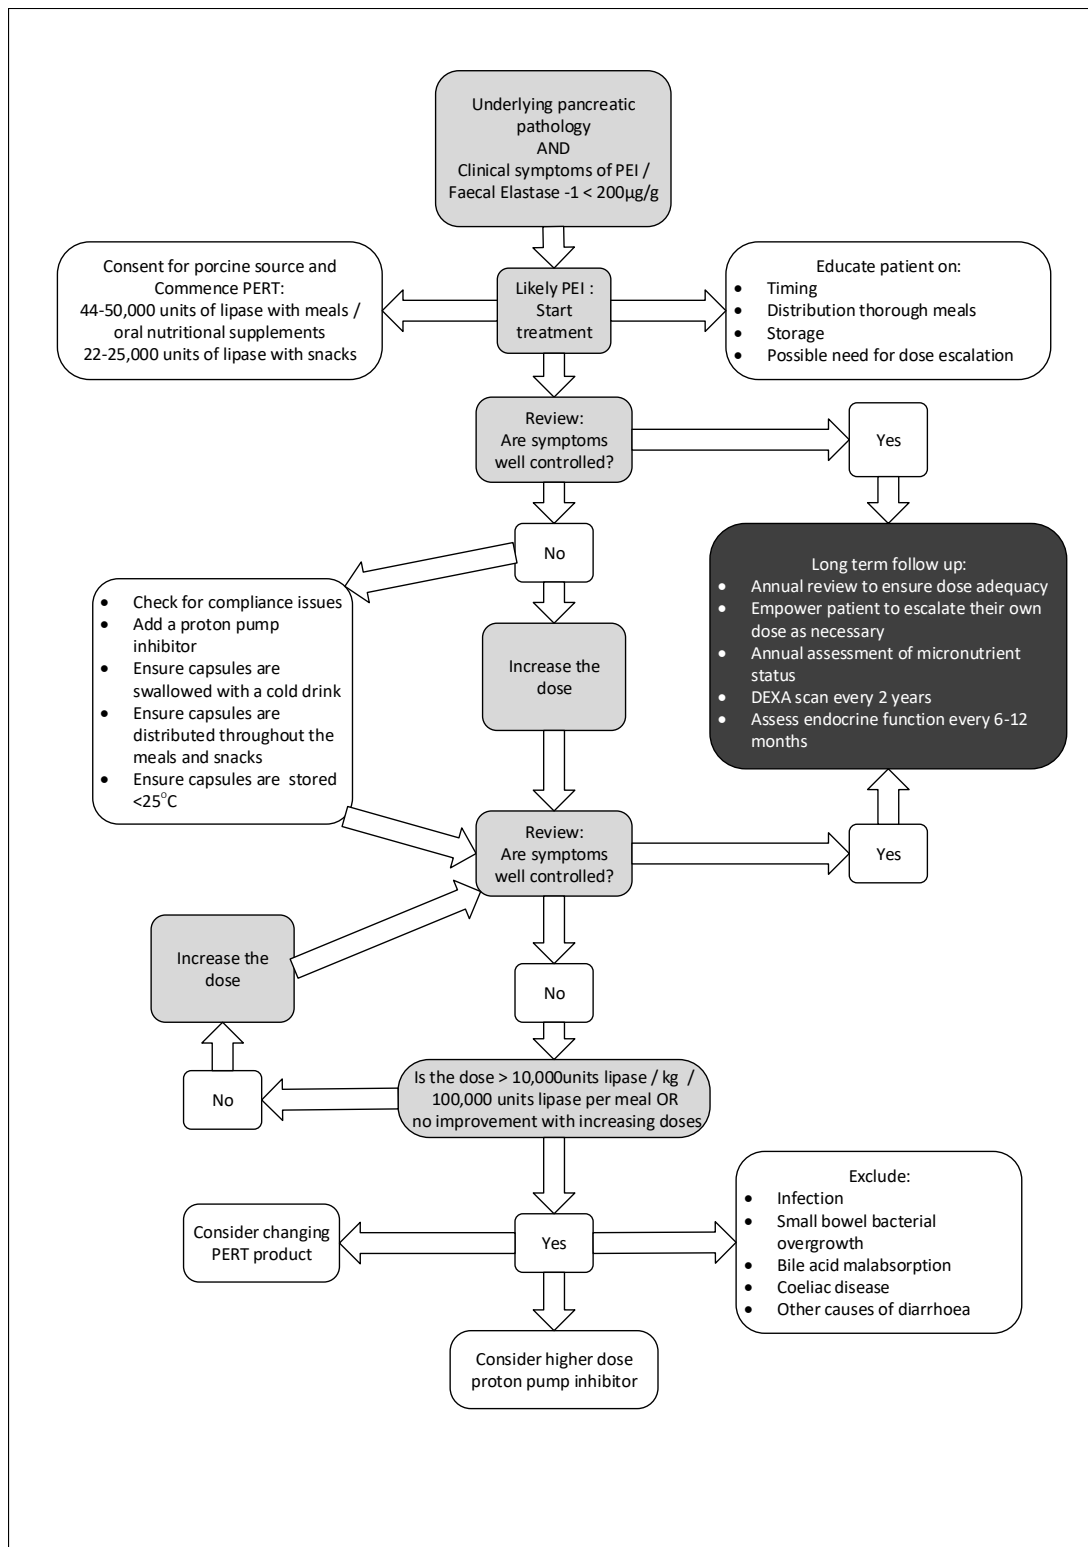 Underlying pancreatic
pathology
AND
Clinical symptoms of PEI /
Faecal Elastase -1 < 200µg/g
Consent for porcine source and
Commence PERT:
44-50,000 units of lipase with meals /
oral nutritional supplements
22-25,000 units of lipase with snacks
Likely PEI :
Start
treatment
Educate patient on:
• Timing
• Distribution thorough meals
• Storage
• Possible need for dose escalation
Review:
Are symptoms
well controlled?
Yes
No
• Check for compliance issues
• Add a proton pump
inhibitor
• Ensure capsules are
swallowed with a cold drink
• Ensure capsules are
distributed throughout the
meals and snacks
• Ensure capsules are stored
<25°C
Increase the
dose
Long term follow up:
• Annual review to ensure dose adequacy
• Empower patient to escalate their own
dose as necessary
• Annual assessment of micronutrient
status
• DEXA scan every 2 years
• Assess endocrine function every 6-12
months
Review:
Are symptoms
well controlled?
Yes
Increase the
dose
No
No
Is the dose > 10,000units lipase / kg /
100,000 units lipase per meal OR
no improvement with increasing doses
Consider changing
PERT product
Yes
Exclude:
• Infection
• Small bowel bacterial
overgrowth
• Bile acid malabsorption
• Coeliac disease
• Other causes of diarrhoea
Consider higher dose
proton pump inhibitor